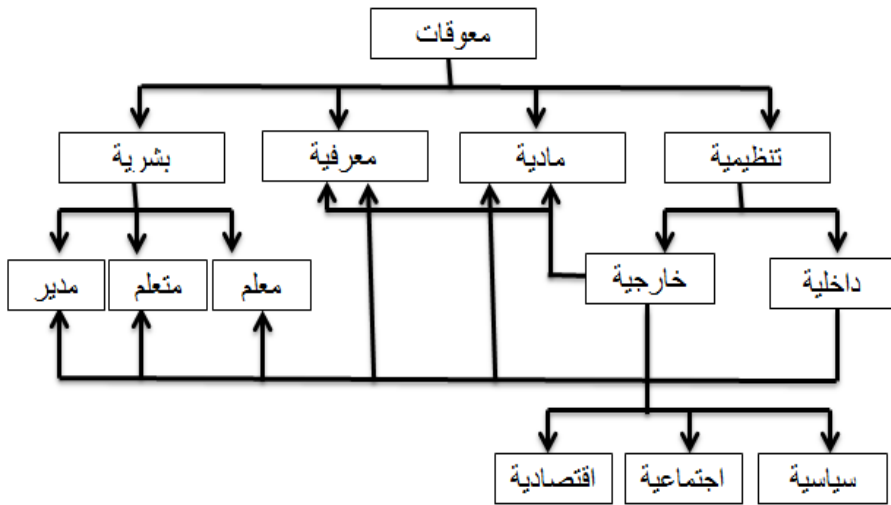 معوقات
تنظيمية
مادية
معرفية
بشرية
داخلية
خارجية
معلم
متعلم
مدير
سياسية
اجتماعية
اقتصادية